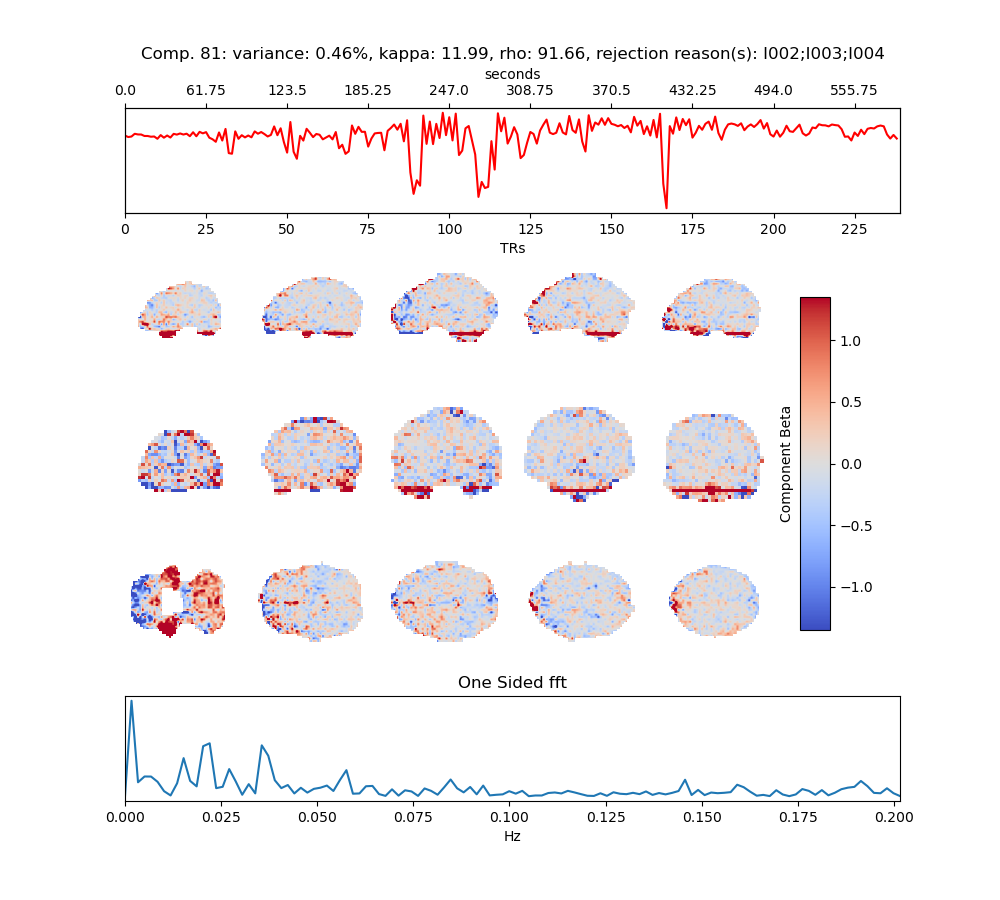 Comp. 81: variance: 0.46%, kappa: 11.99, rho: 91.66, rejection reason(s): I002;I003;I004
seconds
0.0 61.75 123.5 185.25 247.0 308.75 370.5 432.25 494.0 555.75
0 25 50 75 100 125 150 175 200 225
TRs
1.0
0.5
0.0
−0.5
−1.0
Component Beta
One Sided fft
0.000 0.025 0.050 0.075 0.100 0.125 0.150 0.175 0.200
Hz